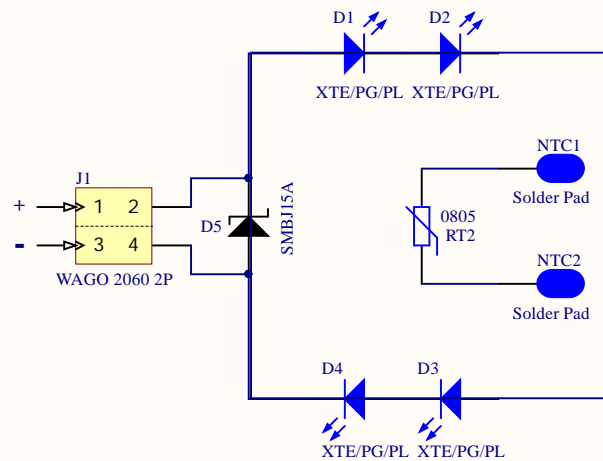 D1
D2
XTE/PG/PL
XTE/PG/PL
J1
+
1
2
-
3
4
WAGO 2060 2P
D5
SMBJ15A
NTC1
Solder Pad
0805
RT2
NTC2
Solder Pad
D4
D3
XTE/PG/PL
XTE/PG/PL